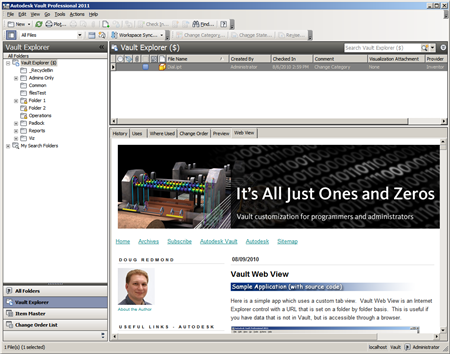 Autodesk Vault Professional 2011
File Edit View Go Tools Actions Help
New Plot... Check In... Find...
All Files Workspace Sync... Change Category... Change State... Revise...
Vault Explorer
Vault Explorer ($)
Search Vault Explorer ($)
All Folders
Vault Explorer ($)
_RecycleBin
Admins Only
Common
filesTest
Folder 1
Folder 2
Operations
Padlock
Reports
Viz
My Search Folders
File Name Created By Checked In Comment Visualization Attachment Provider
Administrator Change Category None Inventor
History Uses Where Used Change Order Preview Web View
It's All Just Ones and Zeros
Vault customization for programmers and administrators
Home Archives Subscribe Autodesk Vault Autodesk Sitemap
DOUG REDMOND
About the Author
USEFUL LINKS - AUTODESK
08/09/2010
Vault Web View
Sample Application (with source code)
Here is a simple app which uses a custom tab view. Vault Web View is an Internet
Explorer control with a URL that is set on a folder by folder basis. This is useful if
you have data that is not in Vault, but is accessible through a browser.
All Folders
Vault Explorer
Item Master
Change Order List
1 File(s) (1 selected)
localhost Vault Administrator